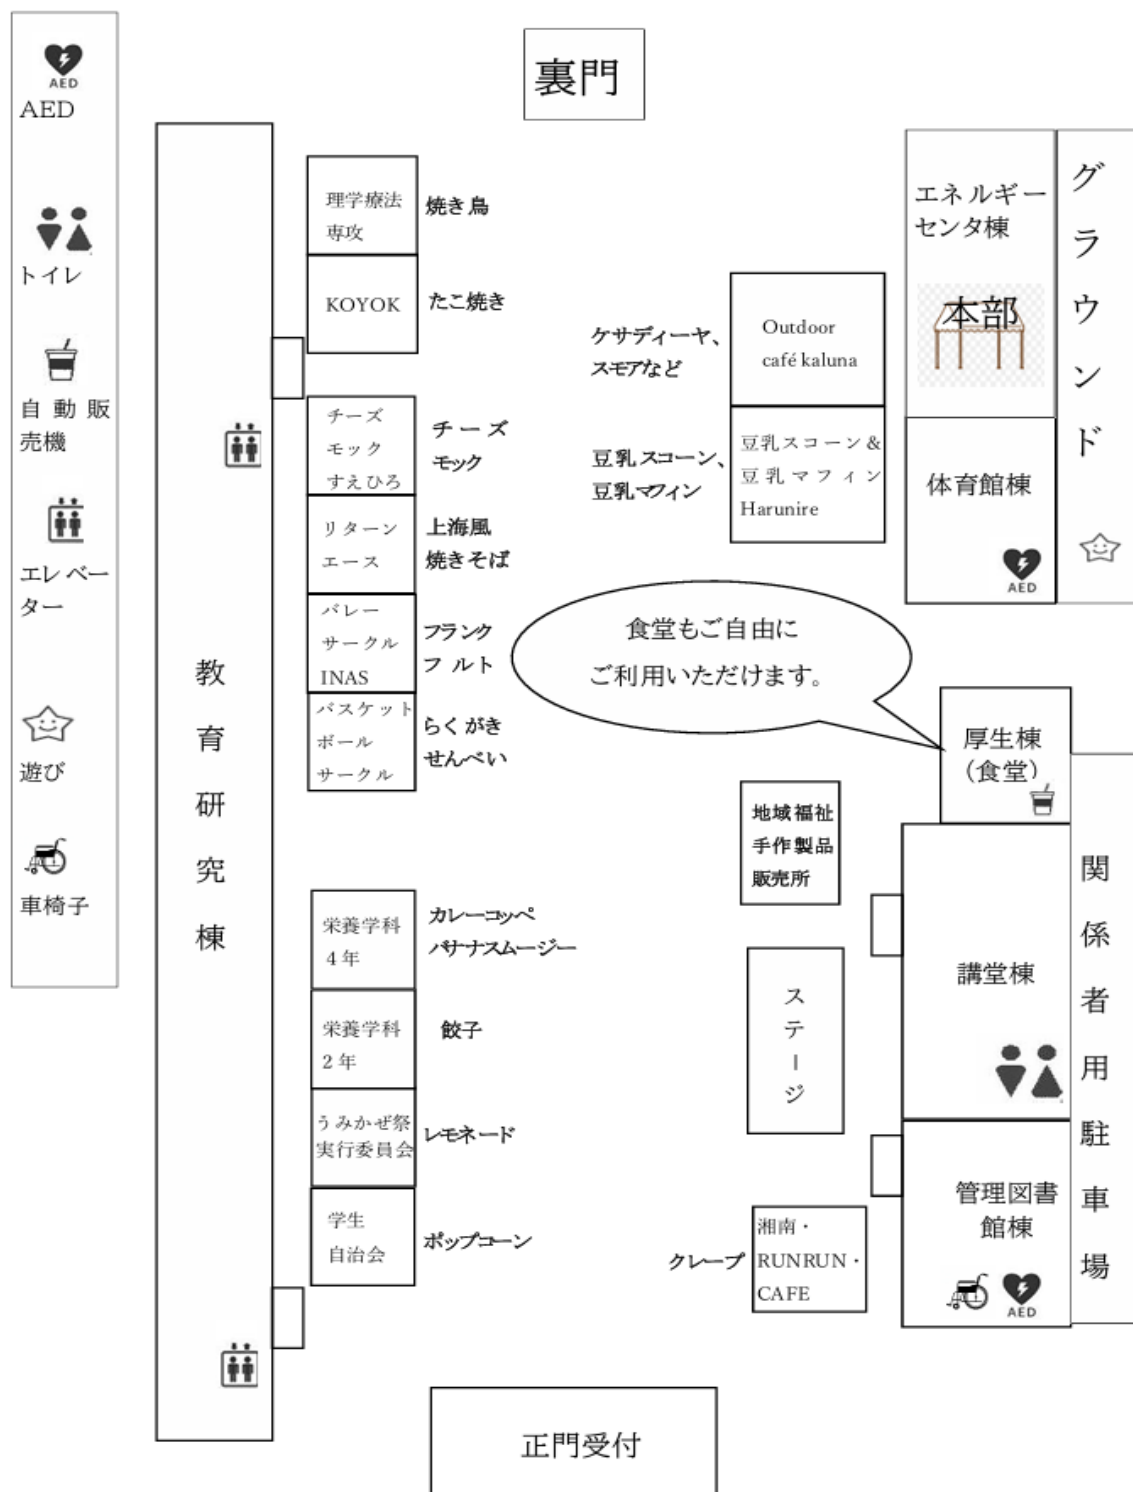 AED
AED
トイレ
自動販
売機
エレベー
ター
遊び
車椅子
裏門
教育研究棟
理学療法
専攻
焼き鳥
KOYOK
たこ焼き
チーズ
モック
すえひろ
チーズ
モック
リターン
エース
上海風
焼きそば
バレー
サークル
INAS
フランク
フルト
バスケット
ボール
サークル
らくがき
せんべい
栄養学科
4年
カレーコッペ
バナナスムージー
栄養学科
2年
餃子
うみかぜ祭
実行委員会
レモネード
学生
自治会
ポップコーン
ケサディーヤ、
スモアなど
Outdoor
café kaluna
豆乳スコーン、
豆乳マフィン
豆乳スコーン&
豆乳マフィン
Harunire
エネルギー
センタ棟
本部
グラウンド
体育館棟
AED
食堂もご自由に
ご利用いただけます。
厚生棟
(食堂)
地域福祉
手作製品
販売所
ステージ
講堂棟
関係者用駐車場
管理図書
館棟
AED
クレープ
湘南・
RUNRUN・
CAFE
正門受付